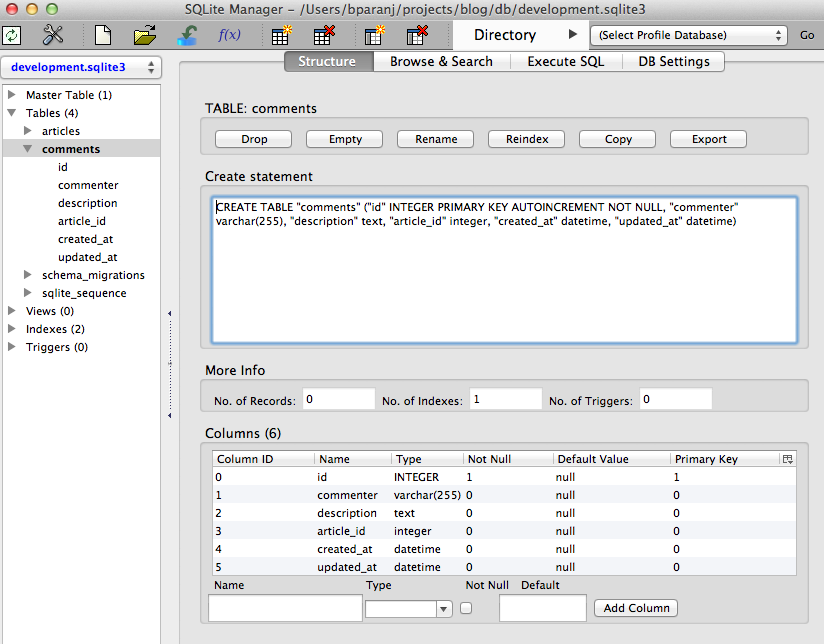 SQLite Manager – /Users/bparanj/projects/blog/db/development.sqlite3
f(x) Directory (Select Profile Database) Go
development.sqlite3
Structure Browse & Search Execute SQL DB Settings
Master Table (1)
Tables (4)
articles
comments
id
commenter
description
article_id
created_at
updated_at
schema_migrations
sqlite_sequence
Views (0)
Indexes (2)
Triggers (0)
TABLE: comments
Drop Empty Rename Reindex Copy Export
Create statement
CREATE TABLE "comments" ("id" INTEGER PRIMARY KEY AUTOINCREMENT NOT NULL, "commenter"
varchar(255), "description" text, "article_id" integer, "created_at" datetime, "updated_at" datetime)
More Info
No. of Records: 0 No. of Indexes: 1 No. of Triggers: 0
Columns (6)
Column ID Name Type Not Null Default Value Primary Key
0 id INTEGER 1 null 1
1 commenter varchar(255) 0 null 0
2 description text 0 null 0
3 article_id integer 0 null 0
4 created_at datetime 0 null 0
5 updated_at datetime 0 null 0
Name Type Not Null Default
Add Column